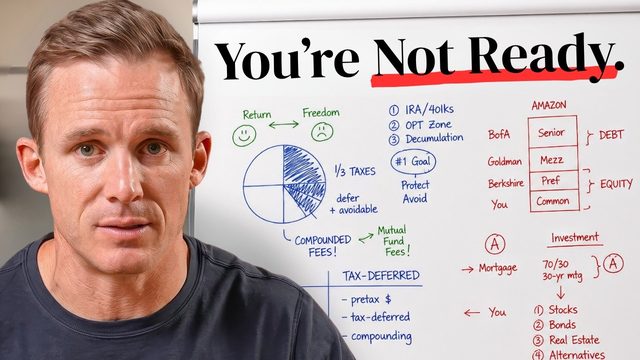 You're Not Ready.
Return
Freedom
1/3 TAXES
defer
+ avoidable
COMPOUNDED
FEES!
Mutual
Fund
Fees!
① IRA/401ks
② OPT Zone
③ Decumulation
#1 Goal
Protect
Avoid
AMAZON
BofA
Senior
DEBT
Goldman
Mezz
Berkshire
Pref
EQUITY
You
Common
TAX-DEFERRED
- pretax $
- tax-deferred
- compounding
A
Investment
Mortgage
70/30
30-yr mtg
A
You
① Stocks
② Bonds
③ Real Estate
④ Alternatives